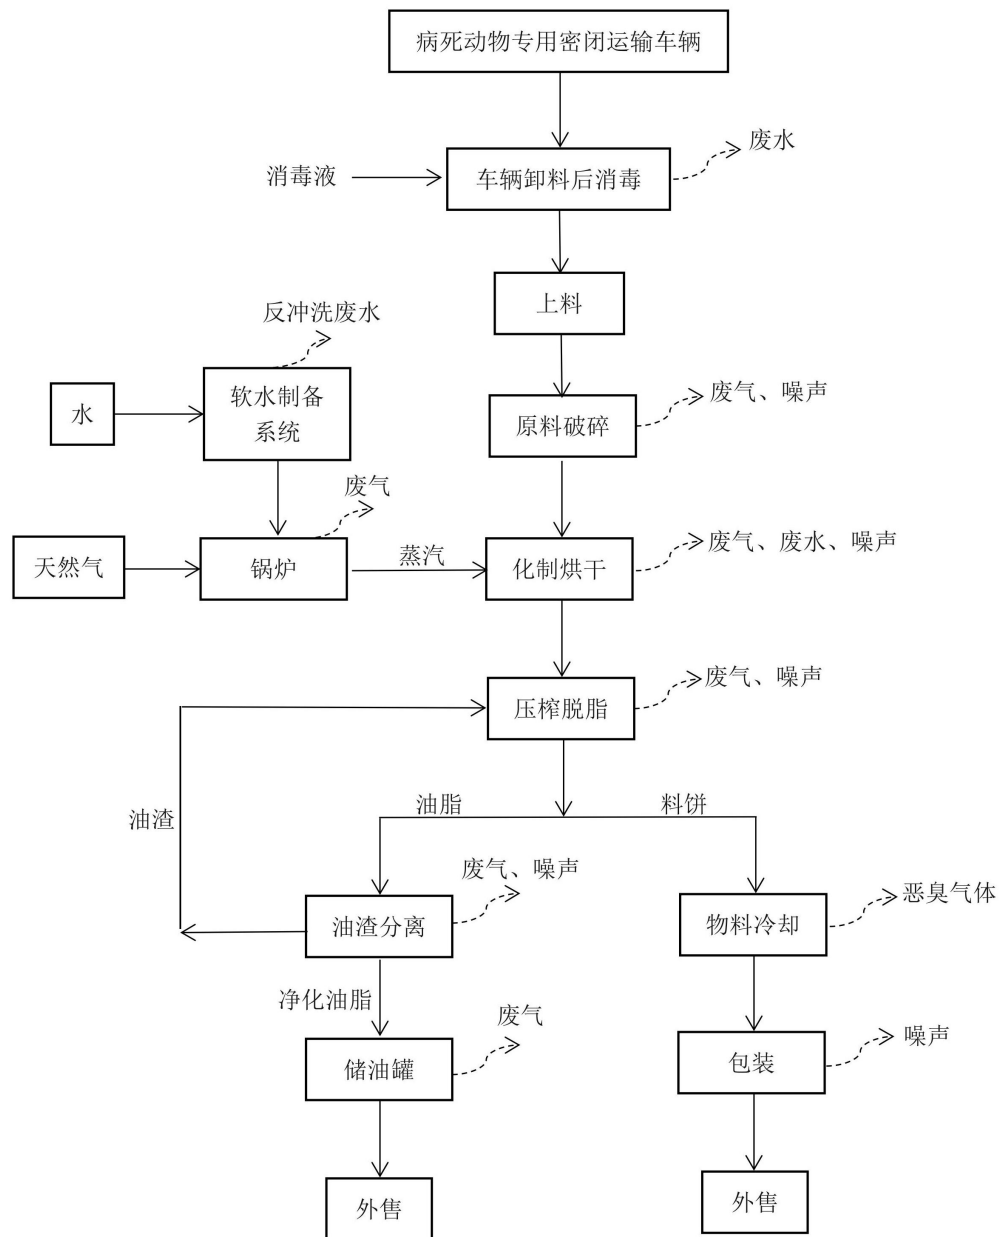 病死动物专用密闭运输车辆
废水
消毒液
车辆卸料后消毒
上料
反冲洗废水
水
软水制备
系统
废气、噪声
原料破碎
废气
天然气
锅炉
蒸汽
化制烘干
废气、废水、噪声
压榨脱脂
废气、噪声
油渣
油脂
料饼
废气、噪声
油渣分离
物料冷却
恶臭气体
净化油脂
废气
储油罐
包装
噪声
外售
外售